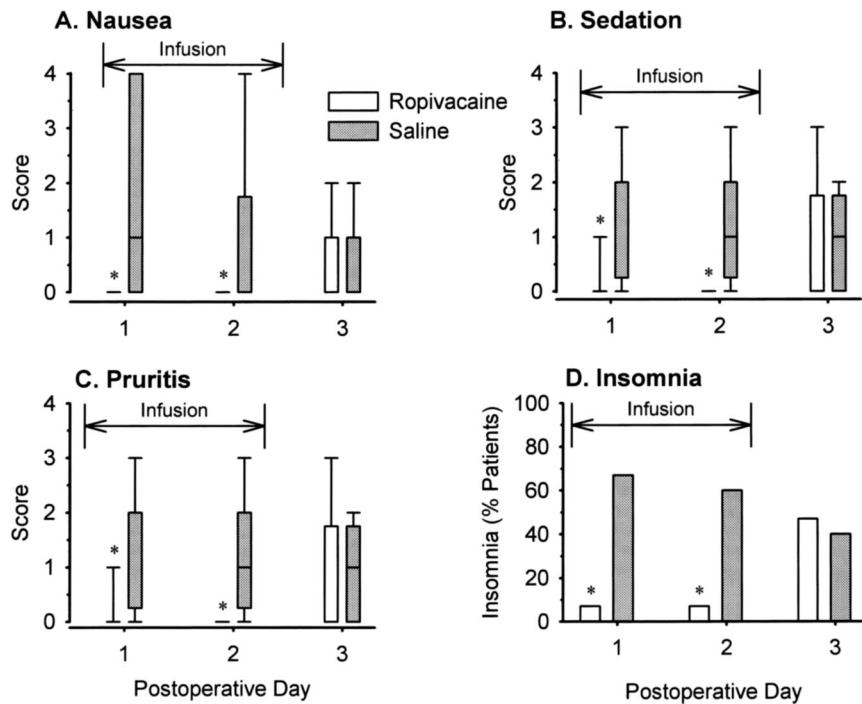 A. Nausea
Infusion
4
3
2
1
0
Score
*
*
1
2
3
Ropivacaine
Saline
B. Sedation
Infusion
4
3
2
1
0
Score
*
*
1
2
3
C. Pruritis
Infusion
4
3
2
1
0
Score
*
*
1
2
3
Postoperative Day
D. Insomnia
Infusion
100
80
60
40
20
0
Insomnia (% Patients)
*
*
1
2
3
Postoperative Day